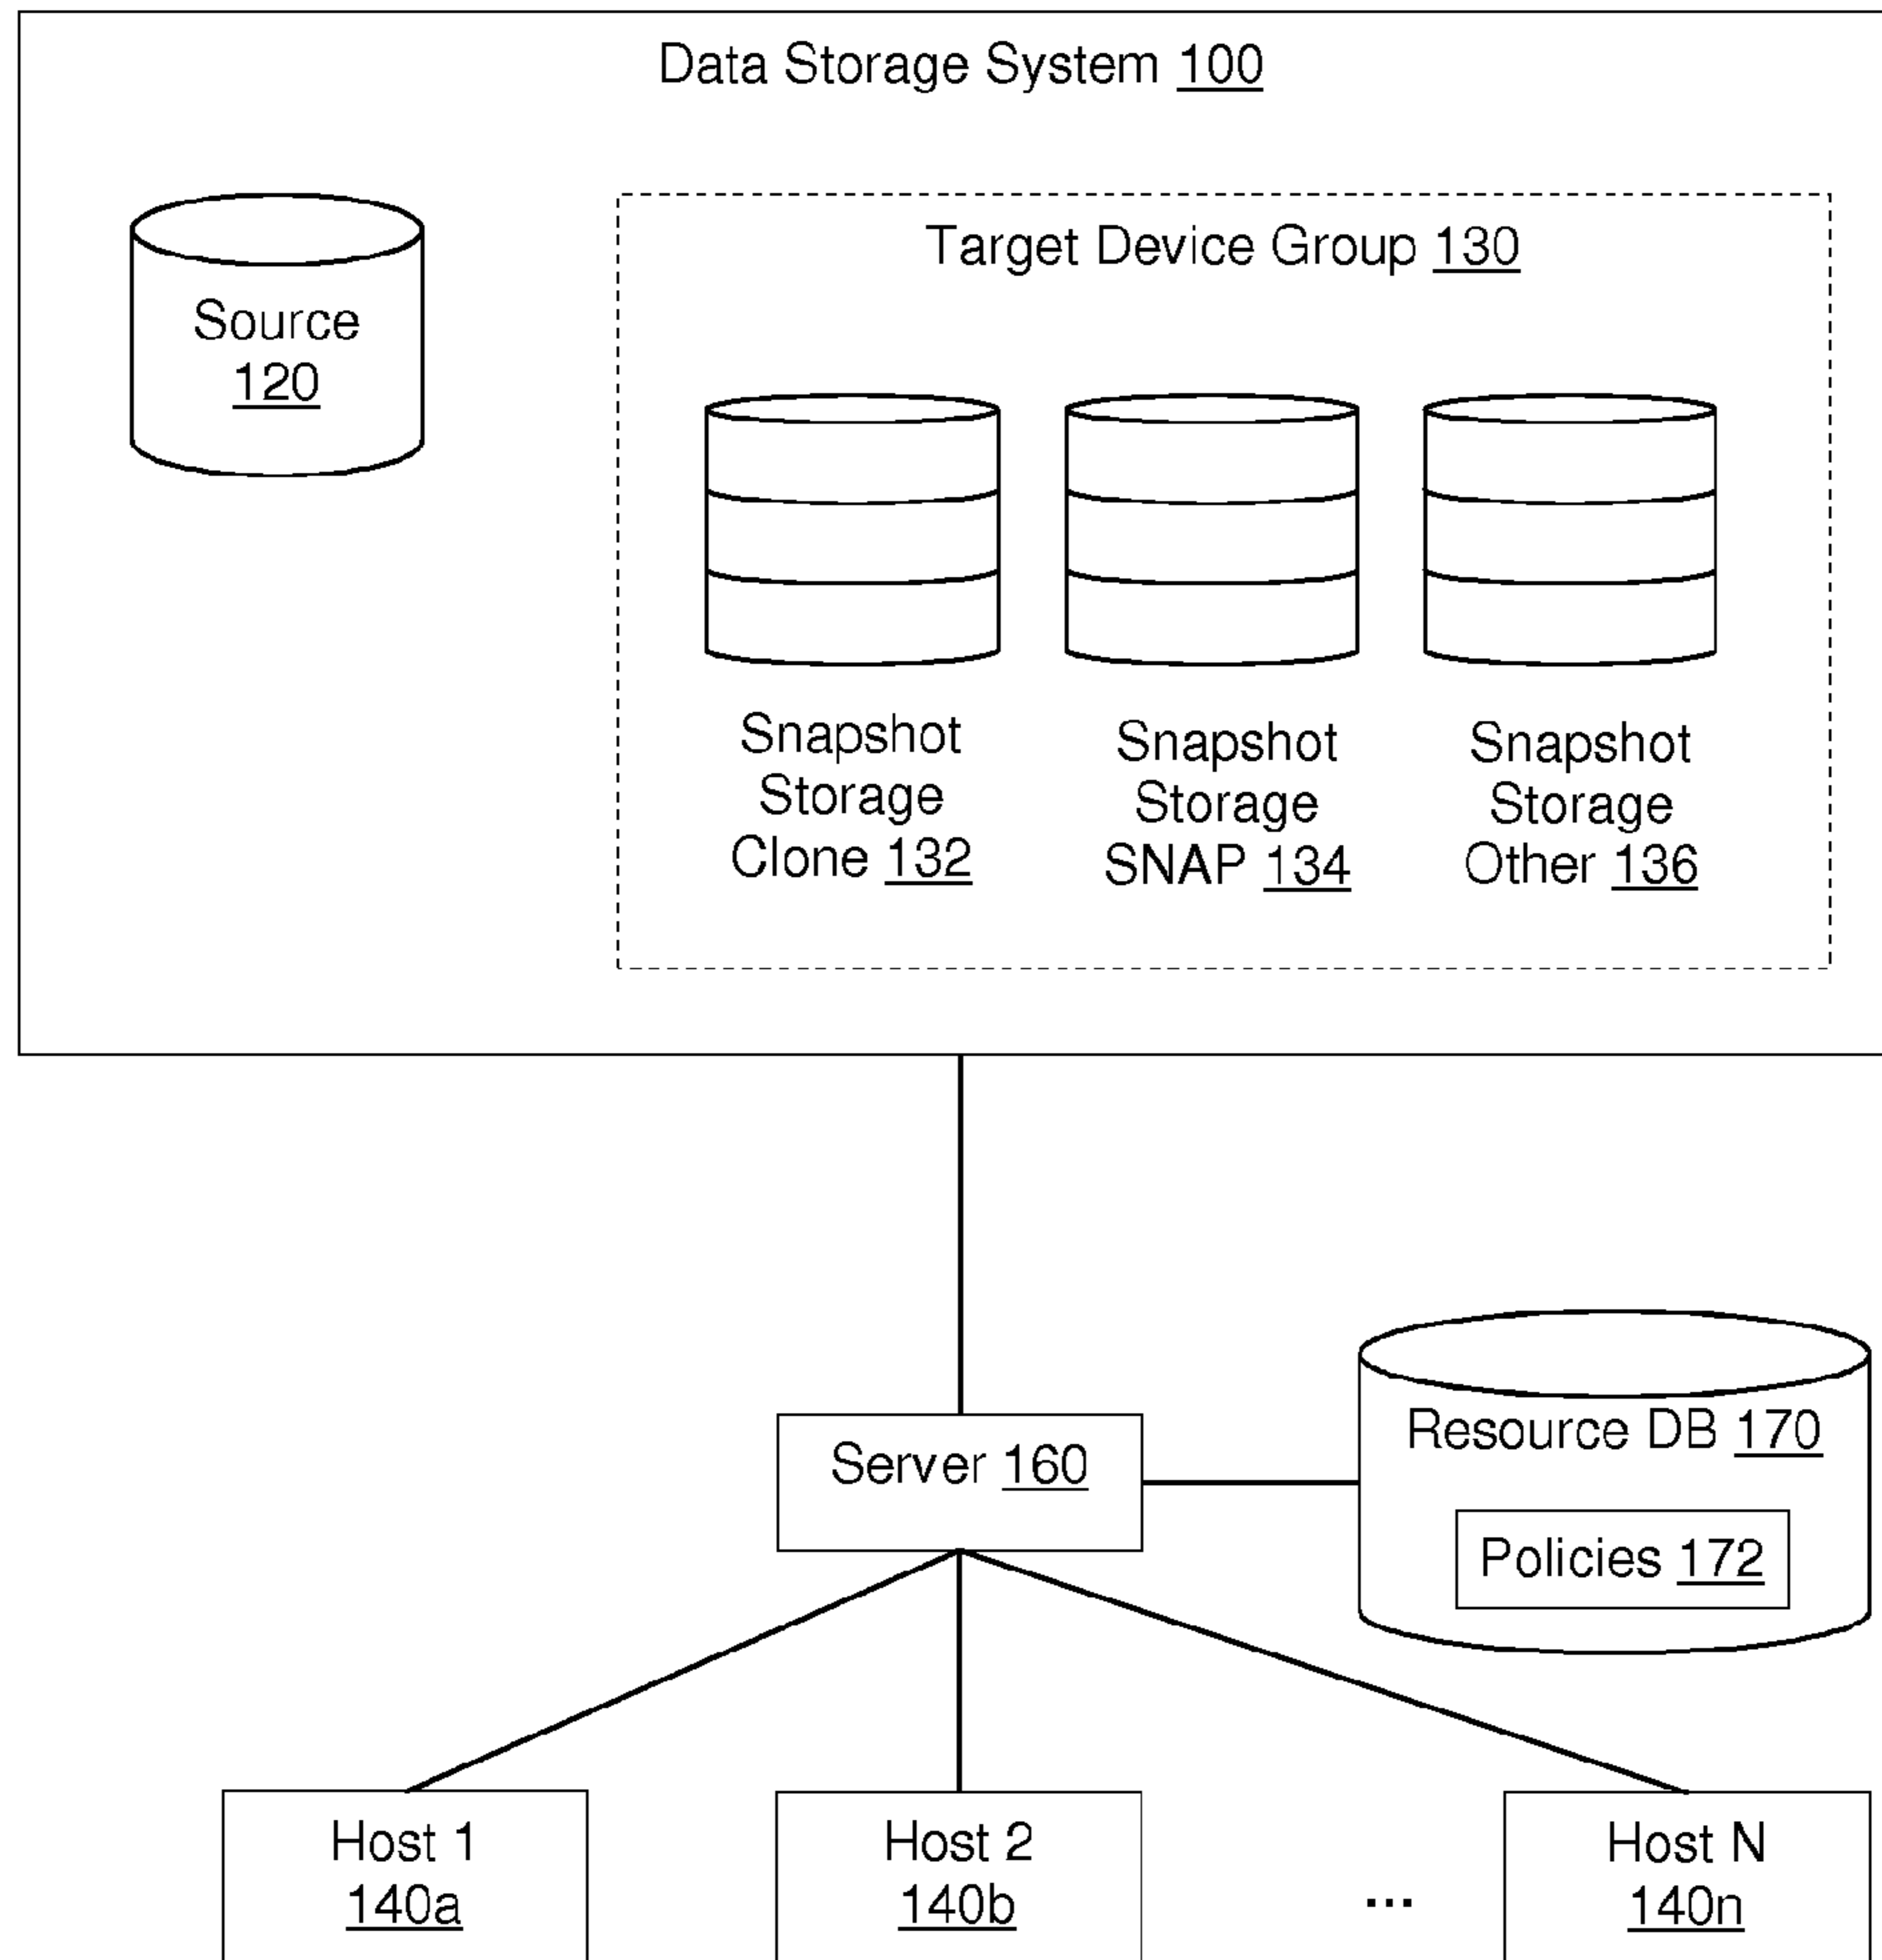 Data Storage System 100
Target Device Group 130
Source
120
Snapshot
Storage
Clone 132
Snapshot
Storage
SNAP 134
Snapshot
Storage
Other 136
Resource DB 170
Server 160
Policies 172
Host 1
140a
Host 2
140b
...
Host N
140n